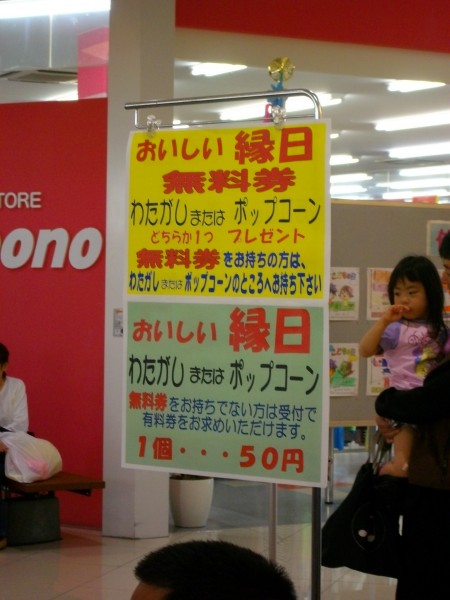 TORE
ono
おいしい 縁日
無料券
わたがし または ポップコーン
どちらか1つ プレゼント
無料券をお持ちの方は、
わたがし または ポップコーンのところへお持ち下さい
おいしい 縁日
わたがし または ポップコーン
無料券をお持ちでない方は受付で
有料券をお求めいただけます。
1個・・・50円